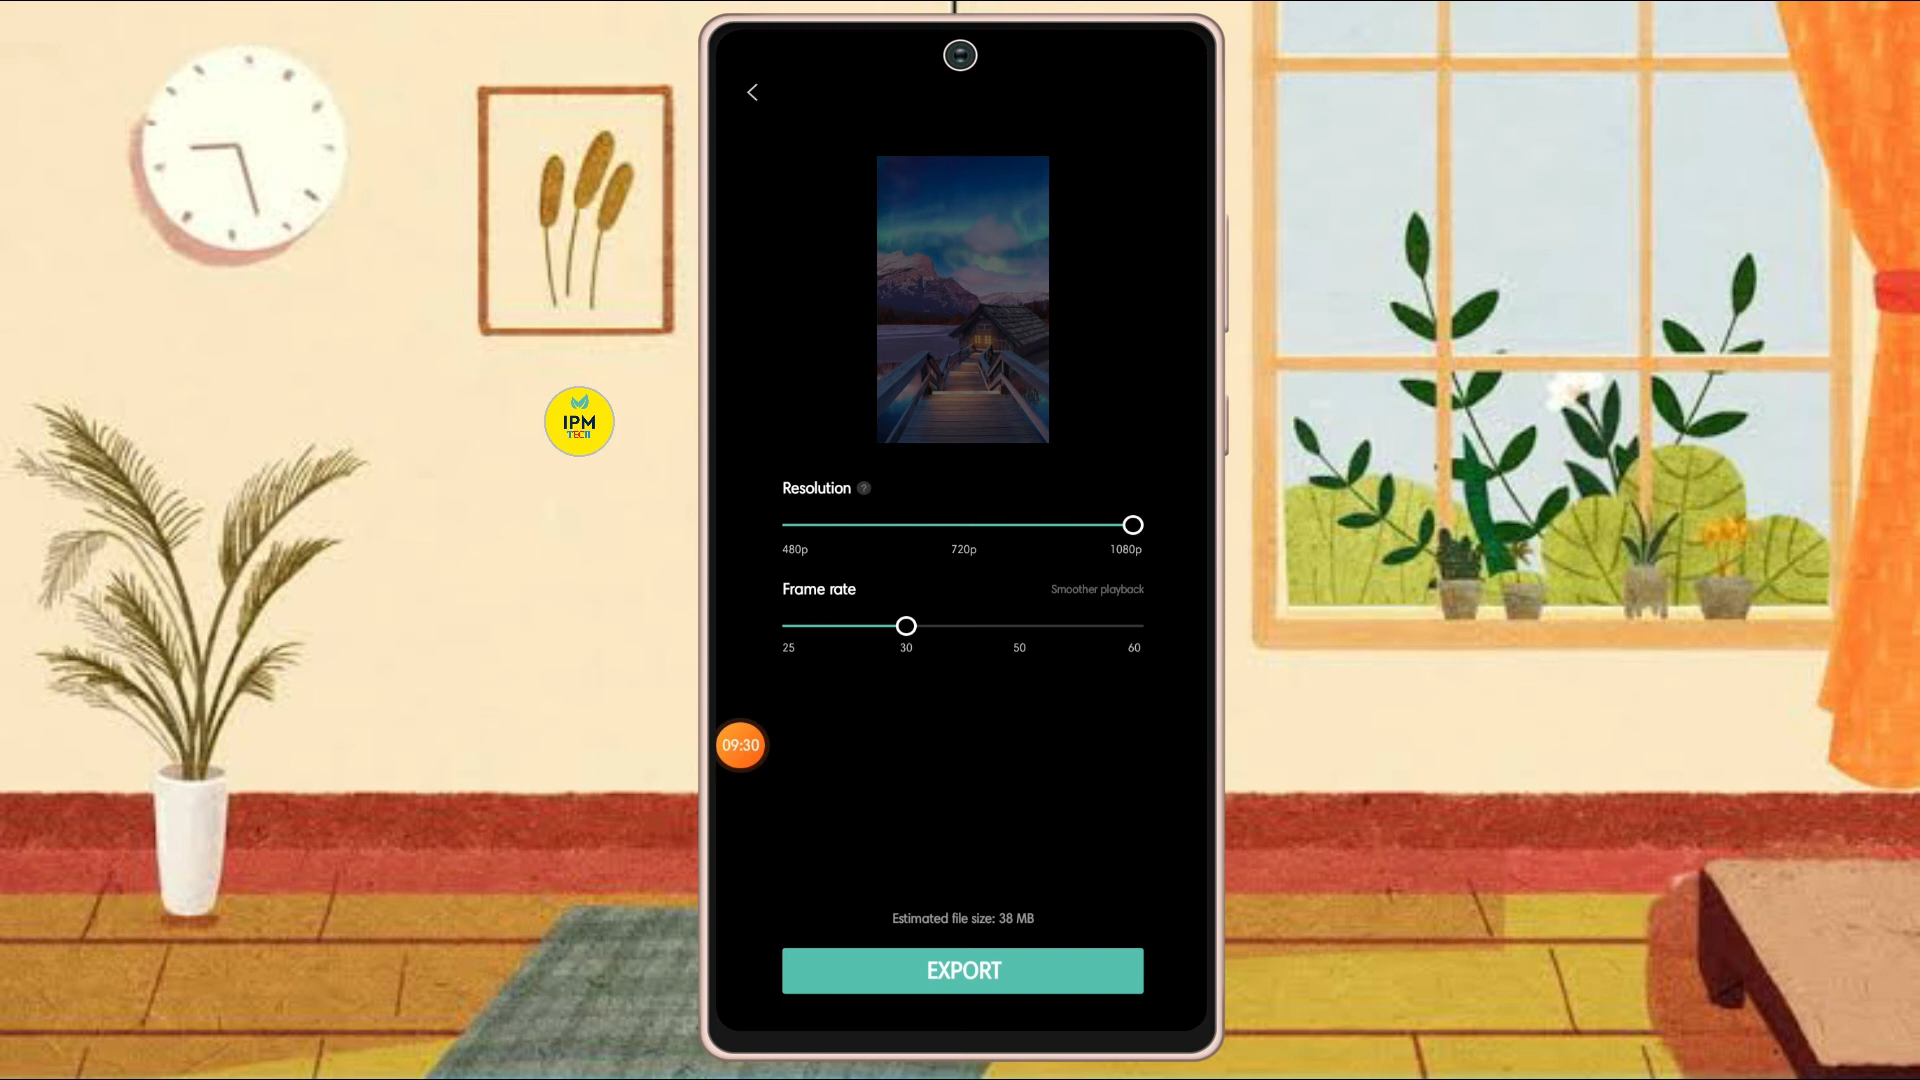 IPM
TECH
Resolution ?
480p 720p 1080p
Frame rate Smoother playback
25 30 50 60
09:30
Estimated file size: 38 MB
EXPORT